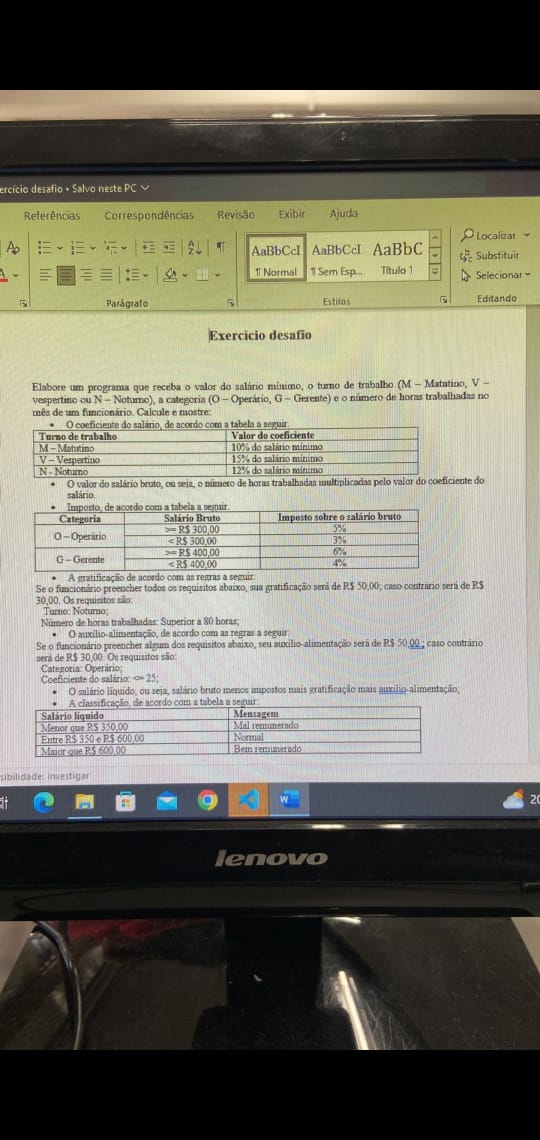 ercício desafio • Salvo neste PC
Referências Correspondências Revisão Exibir Ajuda
AaBbCcI AaBbCcI AaBbC
¶ Normal ¶ Sem Esp... Título 1
Localizar
Substituir
Selecionar
Parágrafo Estilos Editando
Exercicio desafio
Elabore um programa que receba o valor do salário mínimo, o turno de trabalho (M – Matutino, V –
vespertino ou N – Noturno), a categoria (O – Operário, G – Gerente) e o número de horas trabalhadas no
mês de um funcionário. Calcule e mostre:
• O coeficiente do salário, de acordo com a tabela a seguir.
Turno de trabalho Valor do coeficiente
M – Matutino 10% do salário mínimo
V – Vespertino 15% do salário mínimo
N - Noturno 12% do salário mínimo
• O valor do salário bruto, ou seja, o número de horas trabalhadas multiplicadas pelo valor do coeficiente do
salário.
• Imposto, de acordo com a tabela a seguir.
Categoria Salário Bruto Imposto sobre o salário bruto
O – Operário >= R$ 300,00 5%
< R$ 300,00 3%
G – Gerente >= R$ 400,00 6%
< R$ 400,00 4%
• A gratificação de acordo com as regras a seguir:
Se o funcionário preencher todos os requisitos abaixo, sua gratificação será de R$ 50,00; caso contrário será de R$
30,00. Os requisitos são:
Turno: Noturno;
Número de horas trabalhadas: Superior a 80 horas;
• O auxílio-alimentação, de acordo com as regras a seguir:
Se o funcionário preencher algum dos requisitos abaixo, seu auxílio-alimentação será de R$ 50,00 ; caso contrário
será de R$ 30,00. Os requisitos são:
Categoria: Operário;
Coeficiente do salário: <= 25;
• O salário líquido, ou seja, salário bruto menos impostos mais gratificação mais auxilio-alimentação;
• A classificação, de acordo com a tabela a seguir:
Salário líquido Mensagem
Menor que R$ 350,00 Mal remunerado
Entre R$ 350 e R$ 600,00 Normal
Maior que R$ 600,00 Bem remunerado
sibilidade: investigar
20
lenovo